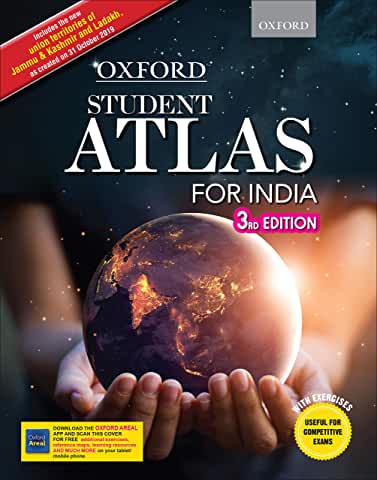 Includes the new
union territories of
Jammu & Kashmir and Ladakh,
as created on 31 October 2019
OXFORD
OXFORD
STUDENT
ATLAS
FOR INDIA
3RD EDITION
WITH EXERCISES
USEFUL FOR
COMPETITIVE
EXAMS
Oxford
Areal
DOWNLOAD THE OXFORD AREAL
APP AND SCAN THIS COVER
FOR FREE additional exercises,
reference maps, learning resources
AND MUCH MORE on your tablet/
mobile phone